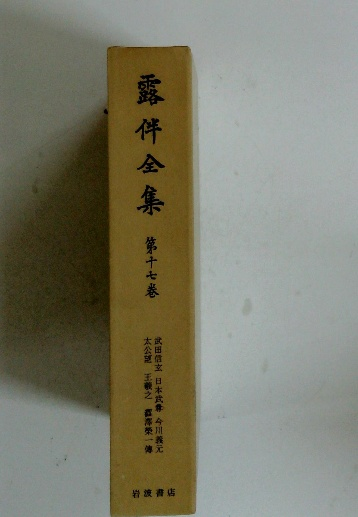 露伴全集
第十七卷
武田信玄 日本武尊 今川義元
太公望 王羲之 澁澤榮一傳
岩波書店